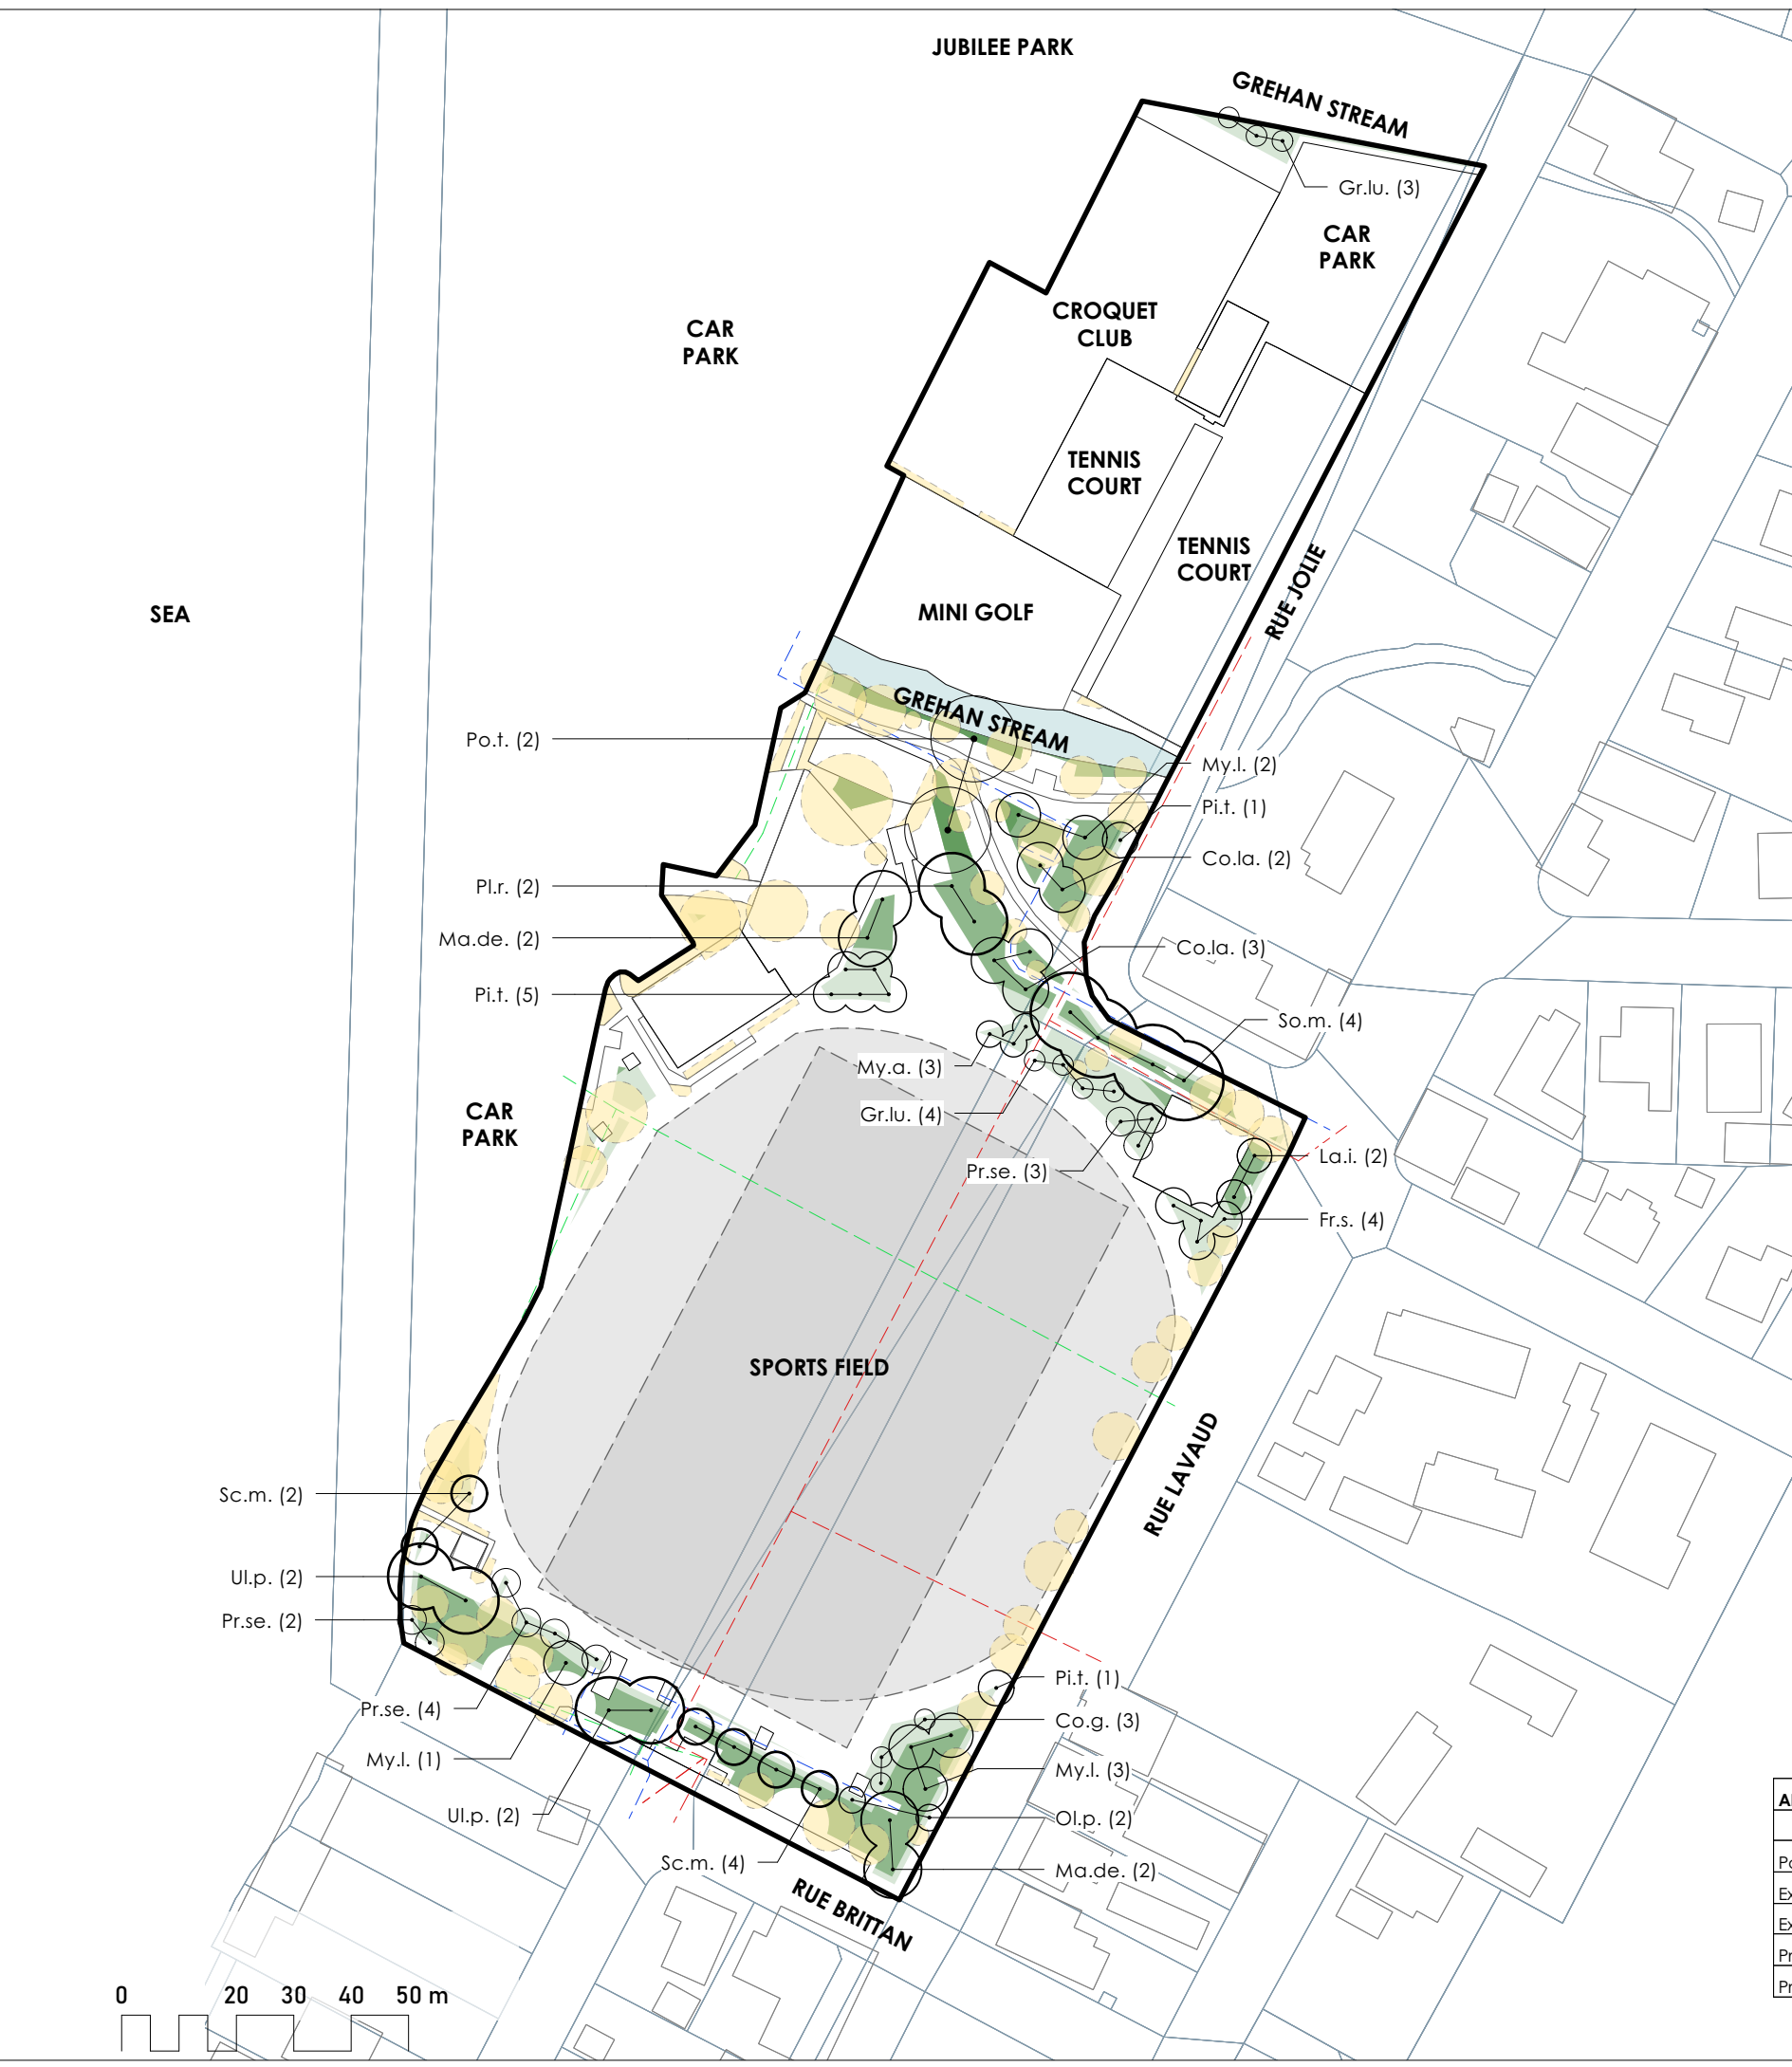 JUBILEE PARK
GREHAN STREAM
Gr.lu. (3)
CAR
PARK
CROQUET
CLUB
CAR
PARK
TENNIS
COURT
TENNIS
COURT
RUE JOLIE
MINI GOLF
SEA
GREHAN STREAM
Po.t. (2)
My.l. (2)
Pi.t. (1)
Co.la. (2)
Pl.r. (2)
Ma.de. (2)
Co.la. (3)
Pi.t. (5)
So.m. (4)
My.a. (3)
Gr.lu. (4)
CAR
PARK
La.i. (2)
Pr.se. (3)
Fr.s. (4)
SPORTS FIELD
RUE LAVAUD
Sc.m. (2)
Ul.p. (2)
Pr.se. (2)
Pi.t. (1)
Pr.se. (4)
Co.g. (3)
My.l. (1)
My.l. (3)
Ul.p. (2)
Ol.p. (2)
Sc.m. (4)
Ma.de. (2)
RUE BRITTAN
0 20 30 40 50 m
Ex
Ex
Pr
Pr